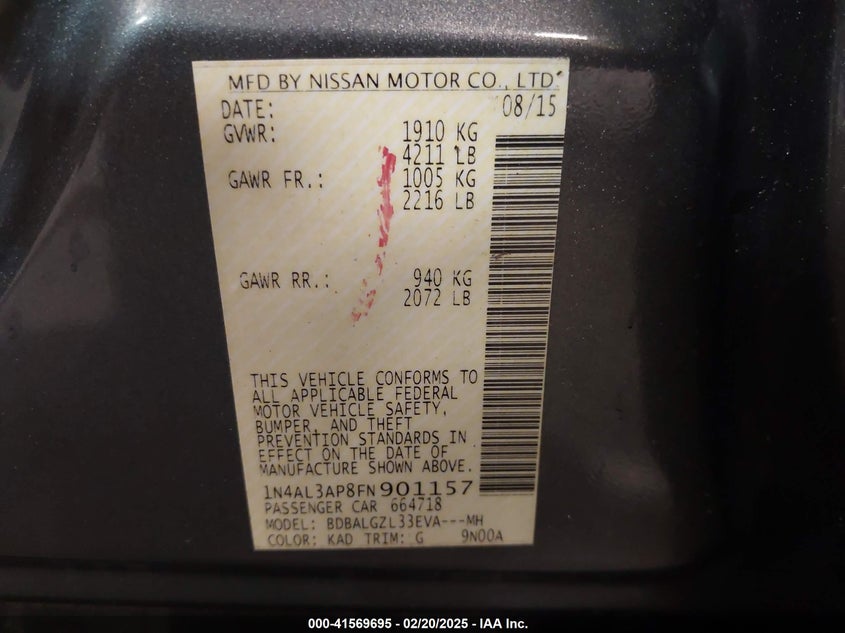 MFD BY NISSAN MOTOR CO., LTD.
DATE: 08/15
GVWR: 1910 KG
4211 LB
GAWR FR.: 1005 KG
2216 LB
GAWR RR.: 940 KG
2072 LB
THIS VEHICLE CONFORMS TO
ALL APPLICABLE FEDERAL
MOTOR VEHICLE SAFETY,
BUMPER, AND THEFT
PREVENTION STANDARDS IN
EFFECT ON THE DATE OF
MANUFACTURE SHOWN ABOVE.
1N4AL3AP8FN901157
PASSENGER CAR 664718
MODEL: BDBALGZL33EVA---MH
COLOR: KAD TRIM: G 9N00A
000-41569695 - 02/20/2025 - IAA Inc.